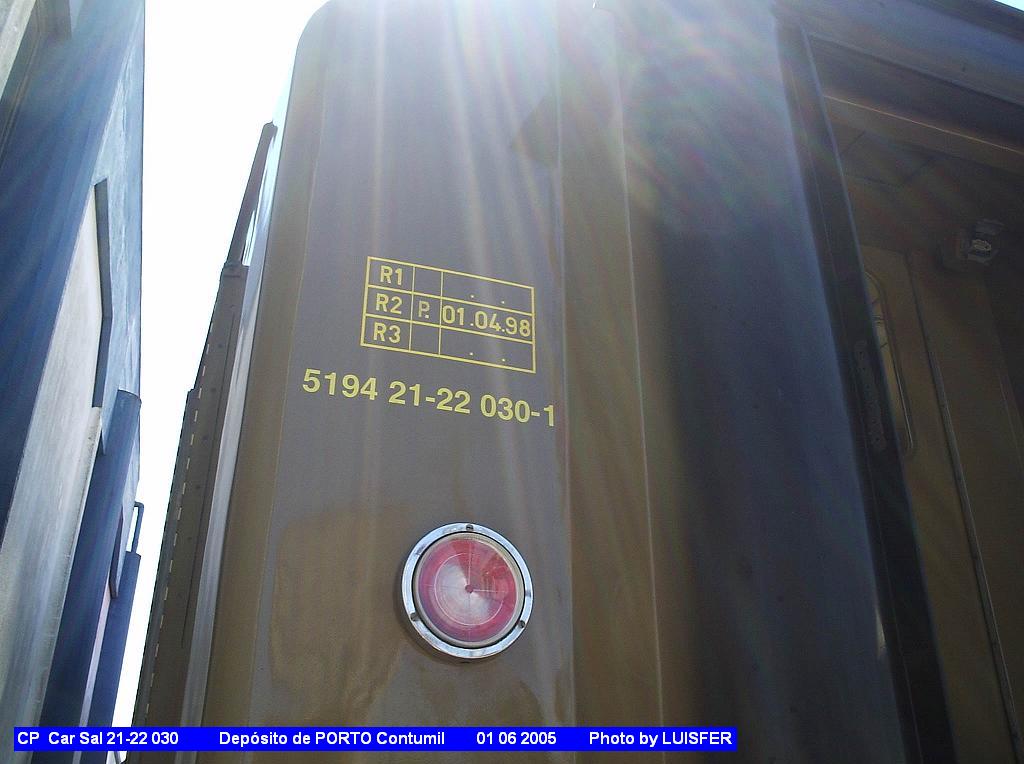 R1 . .
R2 P. 01.04.98
R3 . .
5194 21-22 030-1
CP Car Sal 21-22 030 Depósito de PORTO Contumil 01 06 2005 Photo by LUISFER